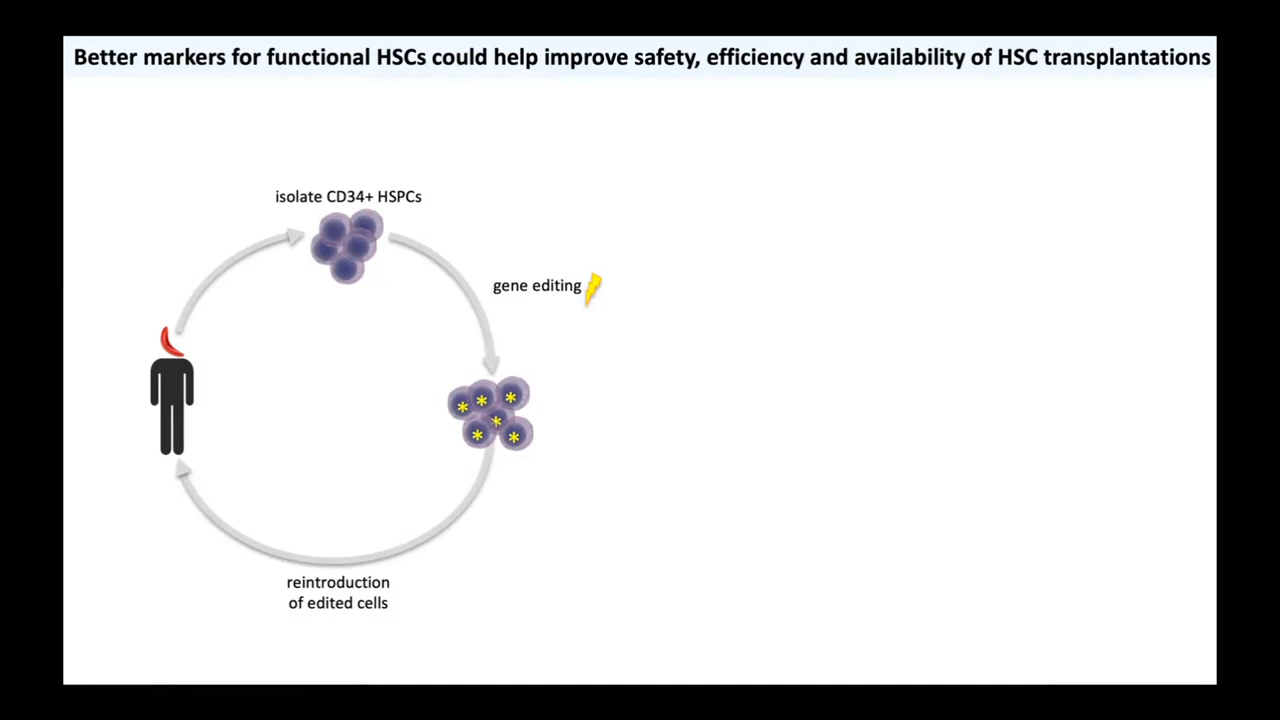 Better markers for functional HSCs could help improve safety, efficiency and availability of HSC transplantations
isolate CD34+ HSPCs
gene editing
reintroduction
of edited cells